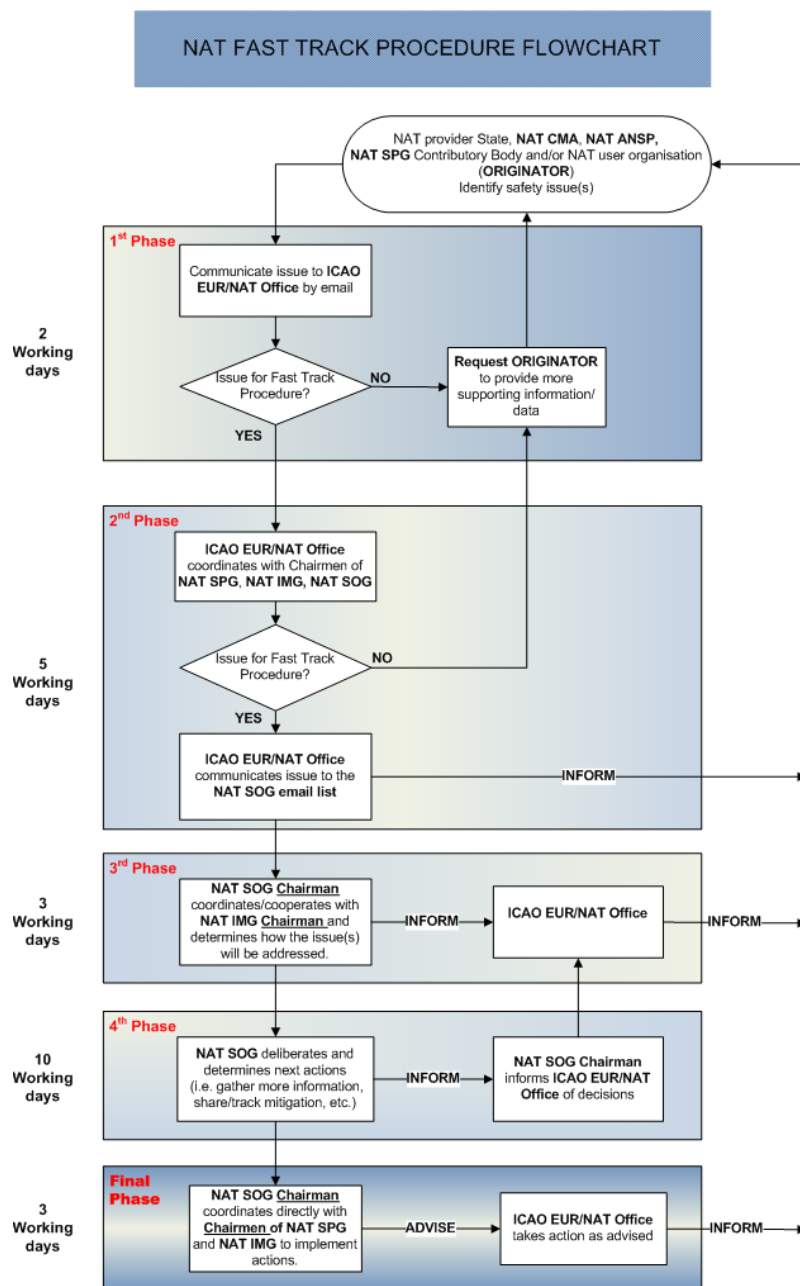 NAT FAST TRACK PROCEDURE FLOWCHART
NAT provider State, NAT CMA, NAT ANSP,
NAT SPG Contributory Body and/or NAT user organisation
(ORIGINATOR)
Identify safety issue(s)
1st Phase
2
Working
days
Communicate issue to ICAO
EUR/NAT Office by email
Issue for Fast Track
Procedure?
NO
YES
Request ORIGINATOR
to provide more
supporting information/
data
2nd Phase
5
Working
days
ICAO EUR/NAT Office
coordinates with Chairmen of
NAT SPG, NAT IMG, NAT SOG
Issue for Fast Track
Procedure?
NO
YES
ICAO EUR/NAT Office
communicates issue to the
NAT SOG email list
INFORM
3rd Phase
3
Working
days
NAT SOG Chairman
coordinates/cooperates with
NAT IMG Chairman and
determines how the issue(s)
will be addressed.
INFORM
ICAO EUR/NAT Office
INFORM
4th Phase
10
Working
days
NAT SOG deliberates and
determines next actions
(i.e. gather more information,
share/track mitigation, etc.)
INFORM
NAT SOG Chairman
informs ICAO EUR/NAT
Office of decisions
Final
Phase
3
Working
days
NAT SOG Chairman
coordinates directly with
Chairmen of NAT SPG
and NAT IMG to implement
actions.
ADVISE
ICAO EUR/NAT Office
takes action as advised
INFORM